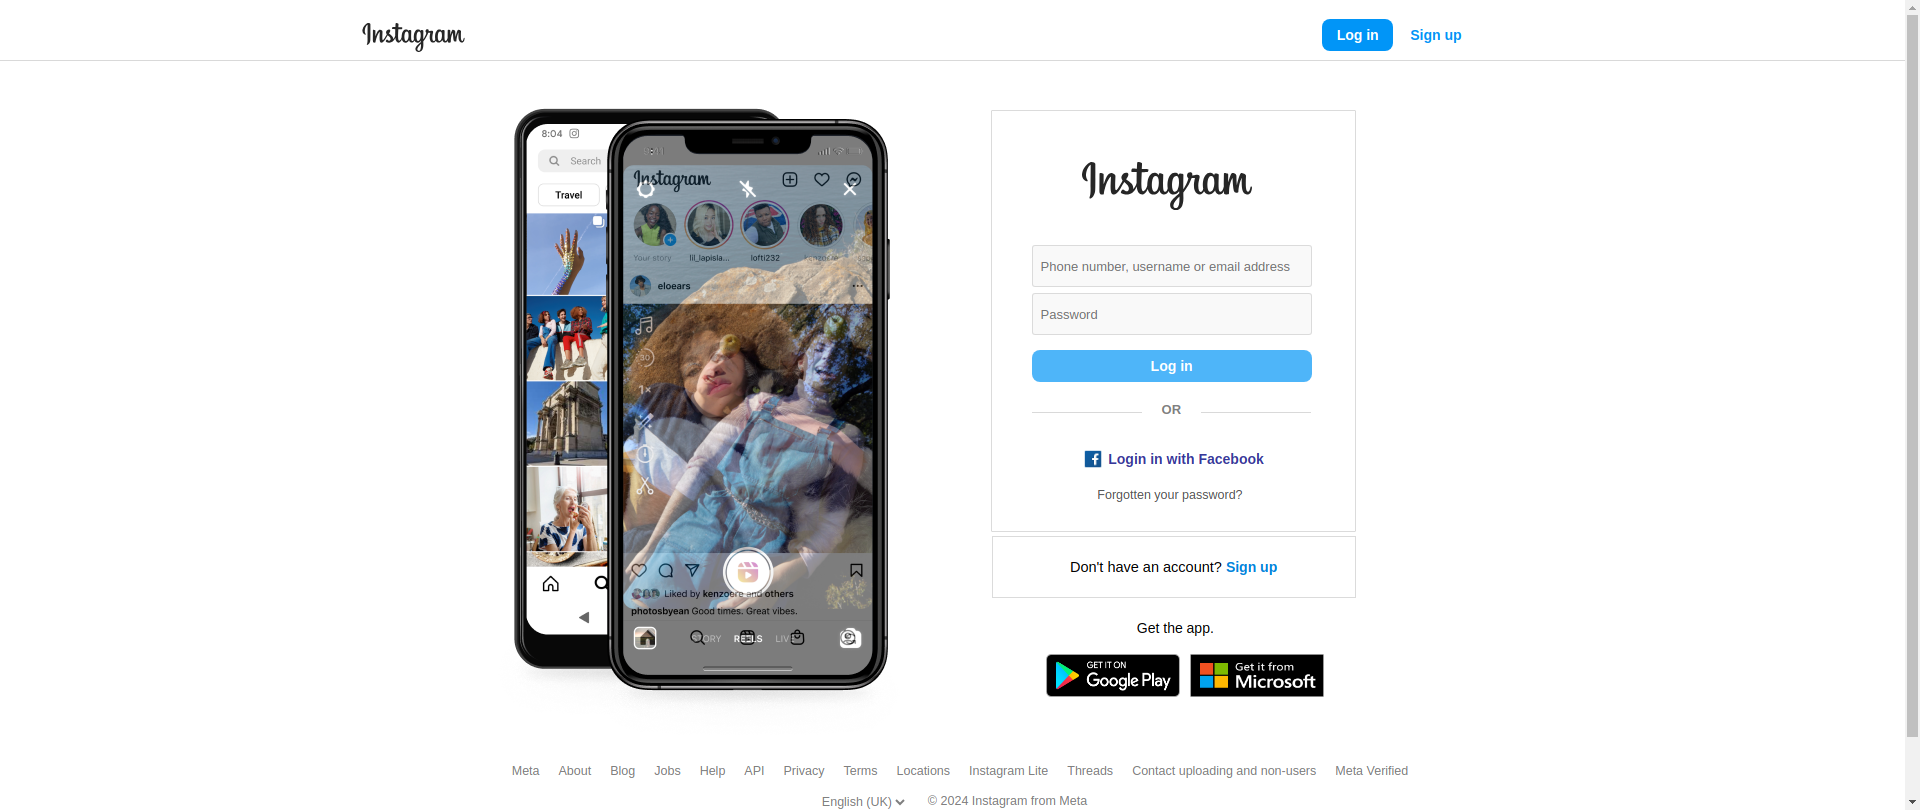 Instagram
Log in
Sign up
8:04
Search
Travel
Instagram
Your story
lil_lapisla...
lofti232
kenzoere
eloears
30
1x
Liked by kenzoere and others
photosbyean Good times. Great vibes.
STORY
REELS
LIVE
Instagram
Phone number, username or email address
Password
Log in
OR
Login in with Facebook
Forgotten your password?
Don't have an account? Sign up
Get the app.
GET IT ON
Google Play
Get it from
Microsoft
Meta About Blog Jobs Help API Privacy Terms Locations Instagram Lite Threads Contact uploading and non-users Meta Verified
English (UK) © 2024 Instagram from Meta